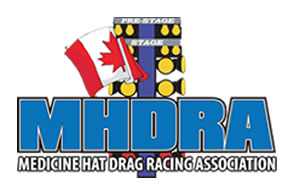 PRE-STAGE
STAGE
MHDRA
MEDICINE HAT DRAG RACING ASSOCIATION